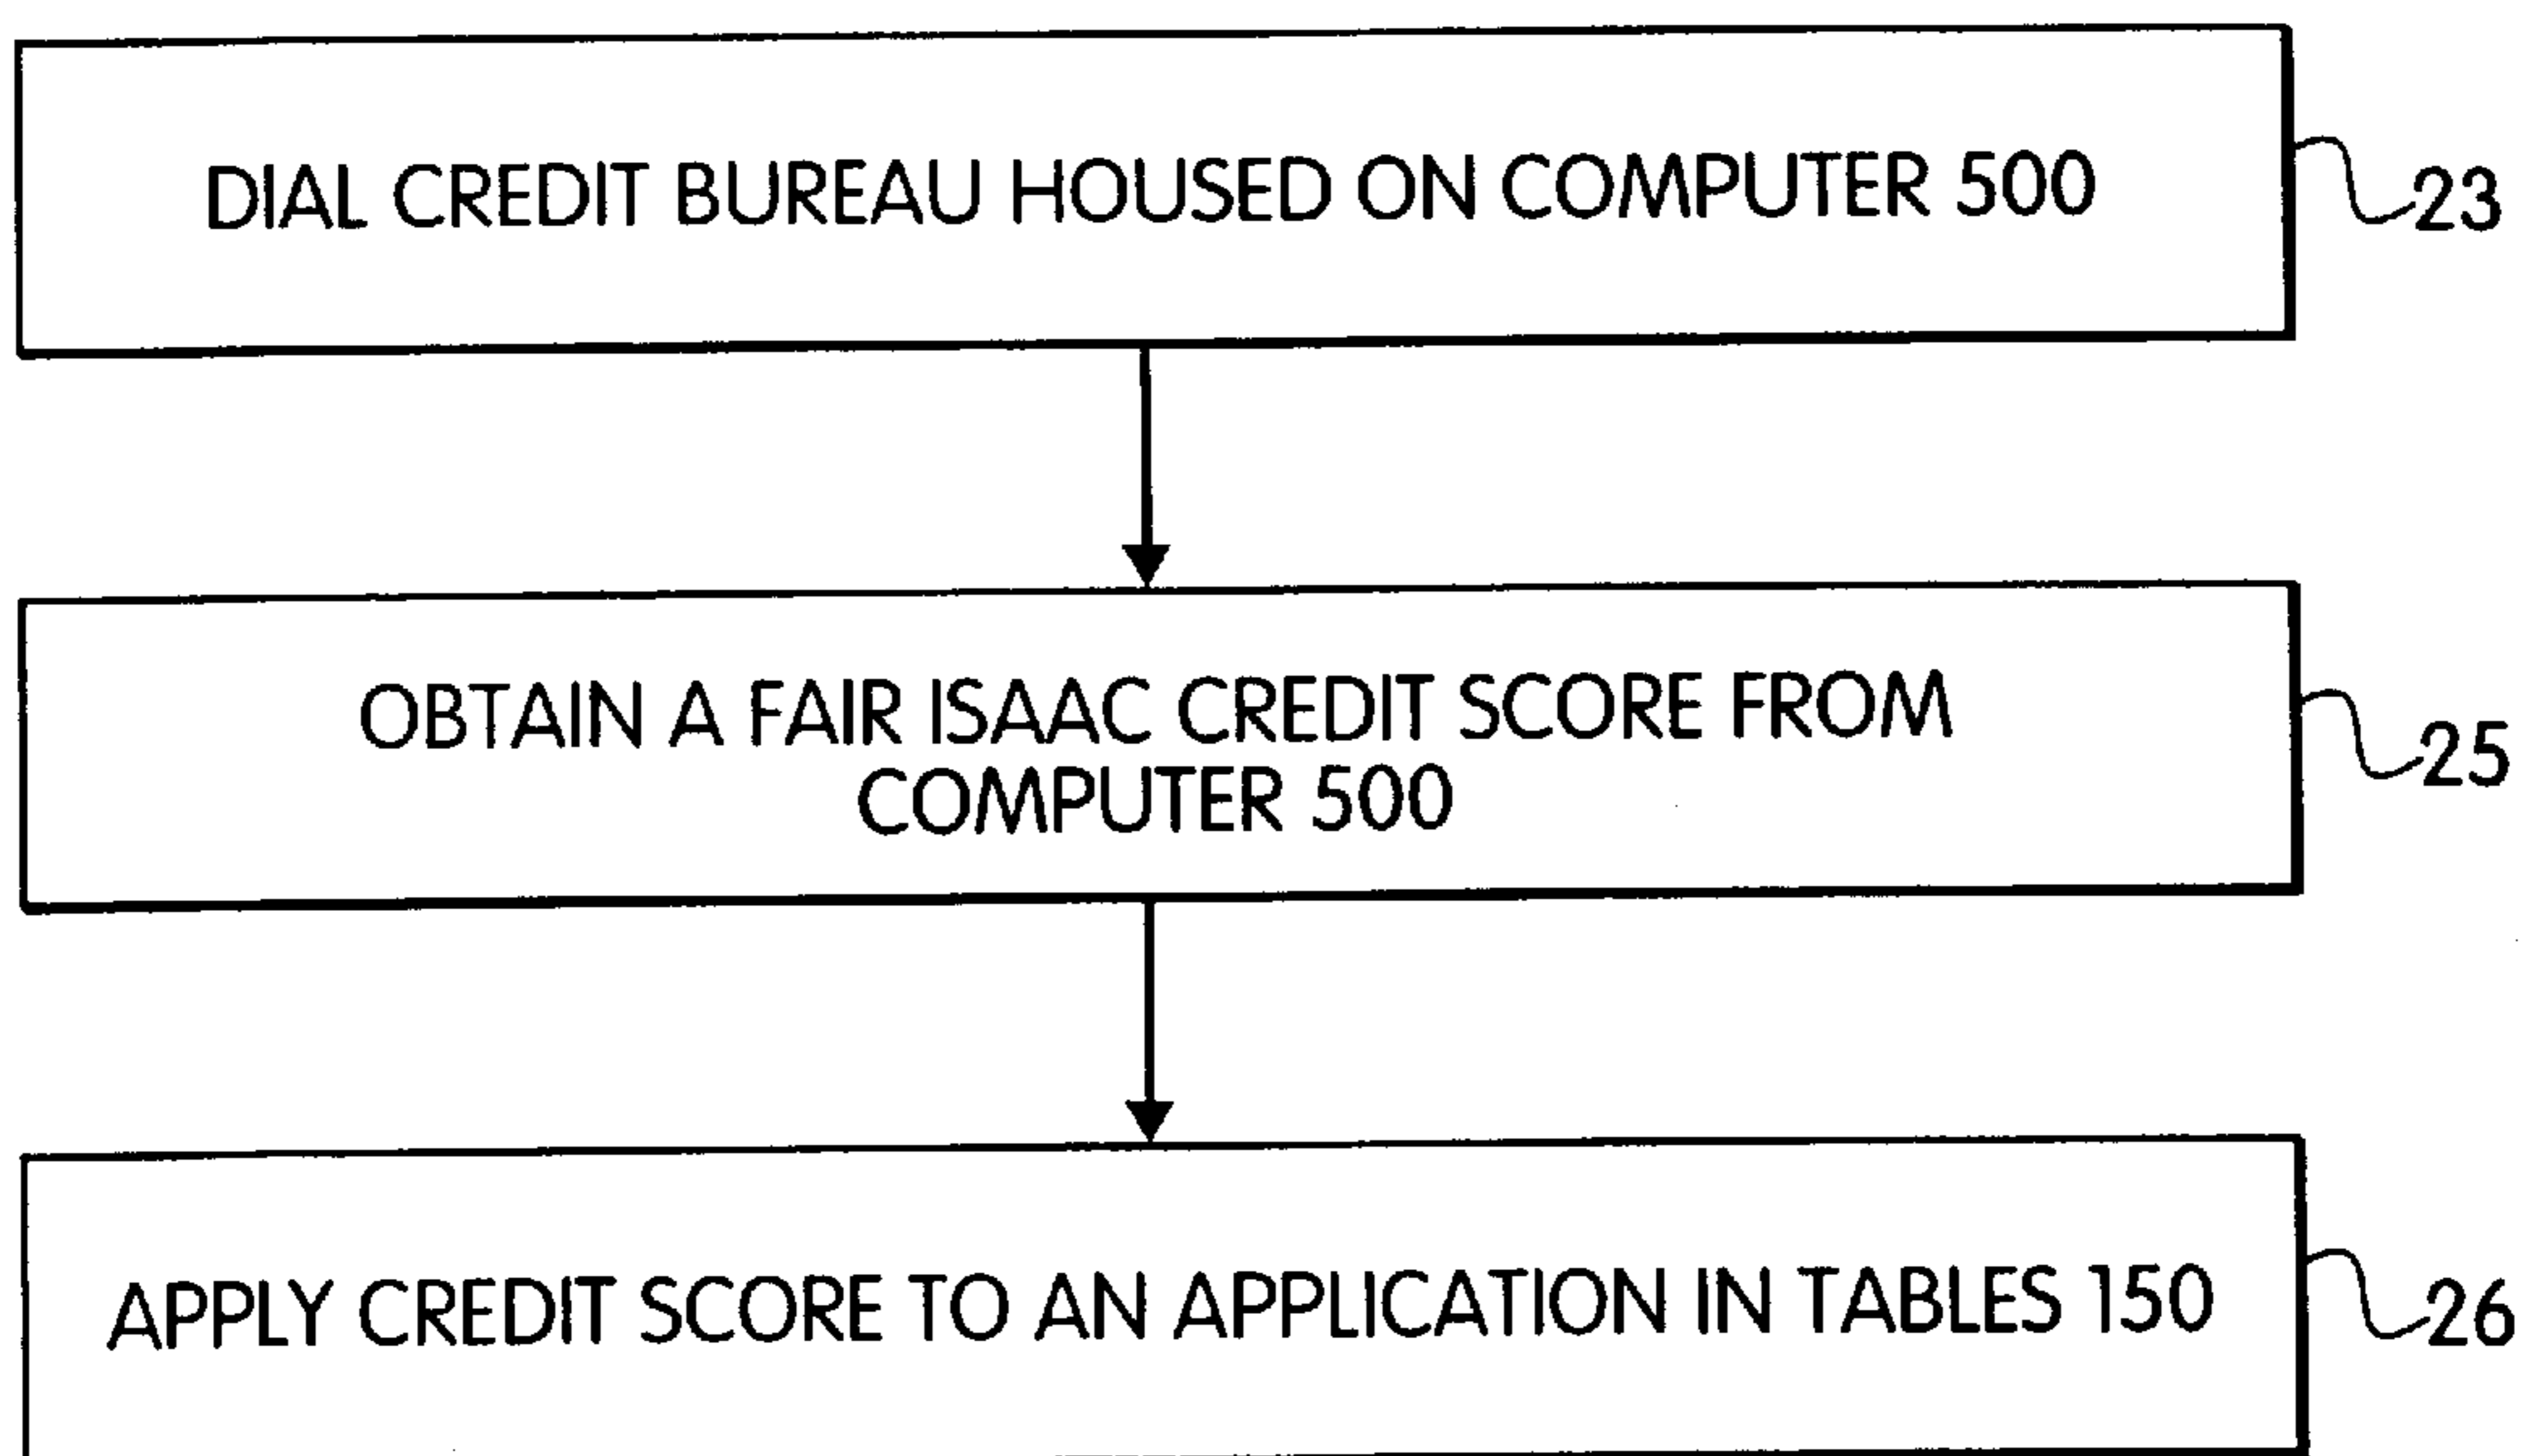 DIAL CREDIT BUREAU HOUSED ON COMPUTER 500
23
OBTAIN A FAIR ISAAC CREDIT SCORE FROM
COMPUTER 500
25
APPLY CREDIT SCORE TO AN APPLICATION IN TABLES 150
26